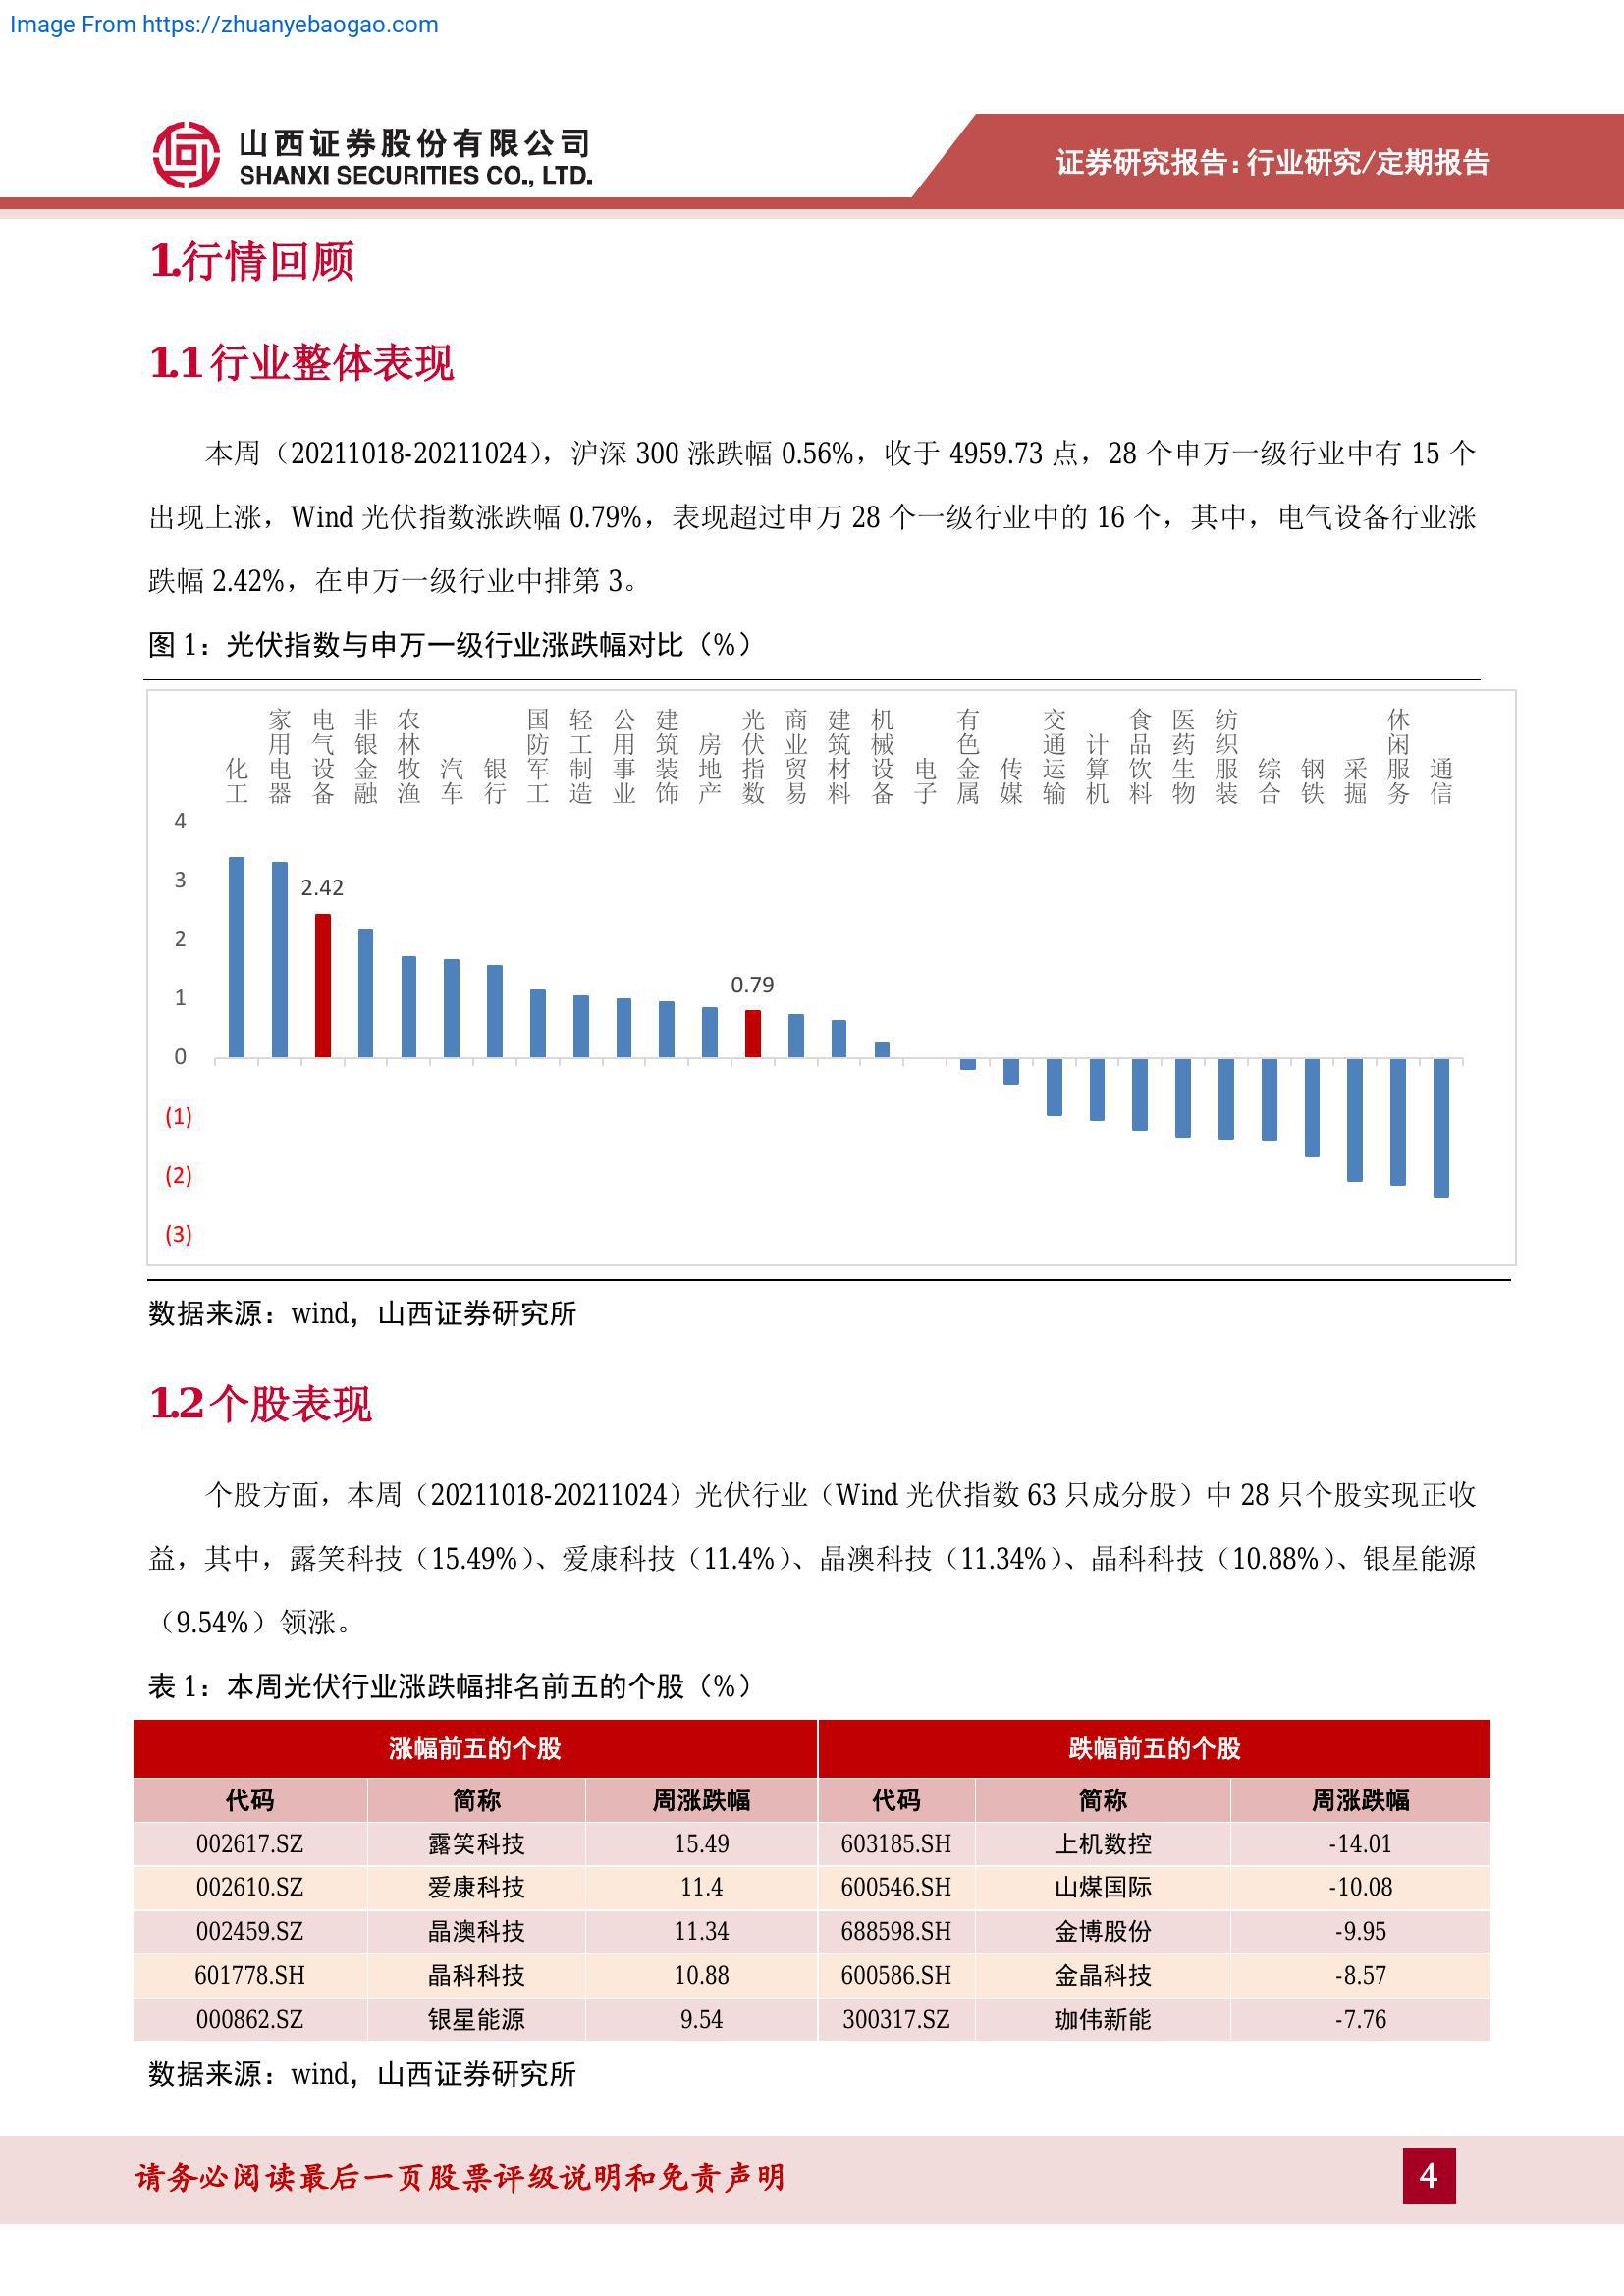 Image From https://zhuanyebaogao.com
山西证券股份有限公司
SHANXI SECURITIES CO., LTD.
证券研究报告:行业研究/定期报告
1.行情回顾
1.1 行业整体表现
本周（20211018-20211024），沪深 300 涨跌幅 0.56%，收于 4959.73 点，28 个申万一级行业中有 15 个
出现上涨，Wind 光伏指数涨跌幅 0.79%，表现超过申万 28 个一级行业中的 16 个，其中，电气设备行业涨
跌幅 2.42%，在申万一级行业中排第 3。
图 1：光伏指数与申万一级行业涨跌幅对比（%）
化工 家用电器 电气设备 非银金融 农林牧渔 汽车 银行 国防军工 轻工制造 公用事业 建筑装饰 房地产 光伏指数 商业贸易 建筑材料 机械设备 电子 有色金属 传媒 交通运输 计算机 食品饮料 医药生物 纺织服装 综合 钢铁 采掘 休闲服务 通信
4
3
2.42
2
1
0.79
0
(1)
(2)
(3)
数据来源：wind，山西证券研究所
1.2 个股表现
个股方面，本周（20211018-20211024）光伏行业（Wind 光伏指数 63 只成分股）中 28 只个股实现正收
益，其中，露笑科技（15.49%）、爱康科技（11.4%）、晶澳科技（11.34%）、晶科科技（10.88%）、银星能源
（9.54%）领涨。
表 1：本周光伏行业涨跌幅排名前五的个股（%）
涨幅前五的个股 跌幅前五的个股
代码 简称 周涨跌幅 代码 简称 周涨跌幅
002617.SZ 露笑科技 15.49 603185.SH 上机数控 -14.01
002610.SZ 爱康科技 11.4 600546.SH 山煤国际 -10.08
002459.SZ 晶澳科技 11.34 688598.SH 金博股份 -9.95
601778.SH 晶科科技 10.88 600586.SH 金晶科技 -8.57
000862.SZ 银星能源 9.54 300317.SZ 珈伟新能 -7.76
数据来源：wind，山西证券研究所
请务必阅读最后一页股票评级说明和免责声明
4